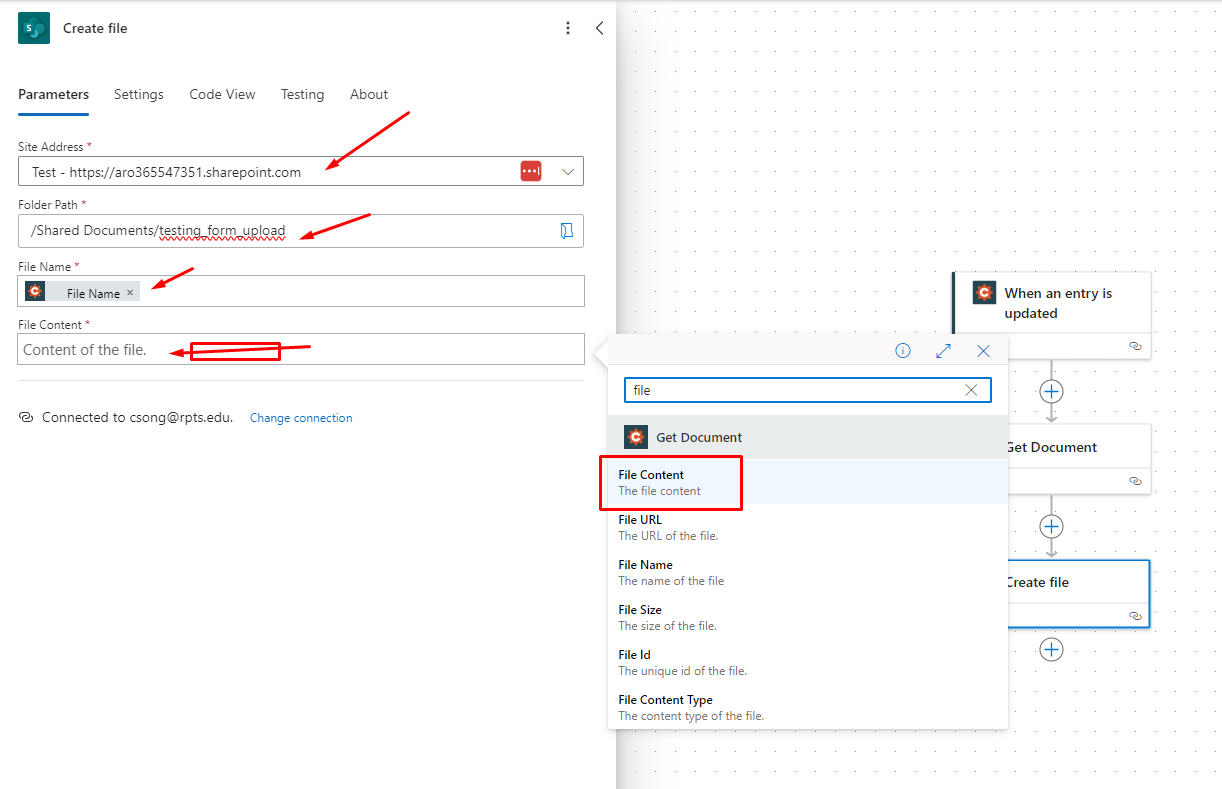 Create file
Parameters Settings Code View Testing About
Site Address *
Test - https://aro365547351.sharepoint.com
Folder Path *
/Shared Documents/testing_form_upload
File Name *
File Name ×
File Content *
Content of the file.
Connected to csong@rpts.edu. Change connection
When an entry is
updated
file
Get Document
File Content
The file content
File URL
The URL of the file.
File Name
The name of the file
File Size
The size of the file.
File Id
The unique id of the file.
File Content Type
The content type of the file.
Get Document
Create file